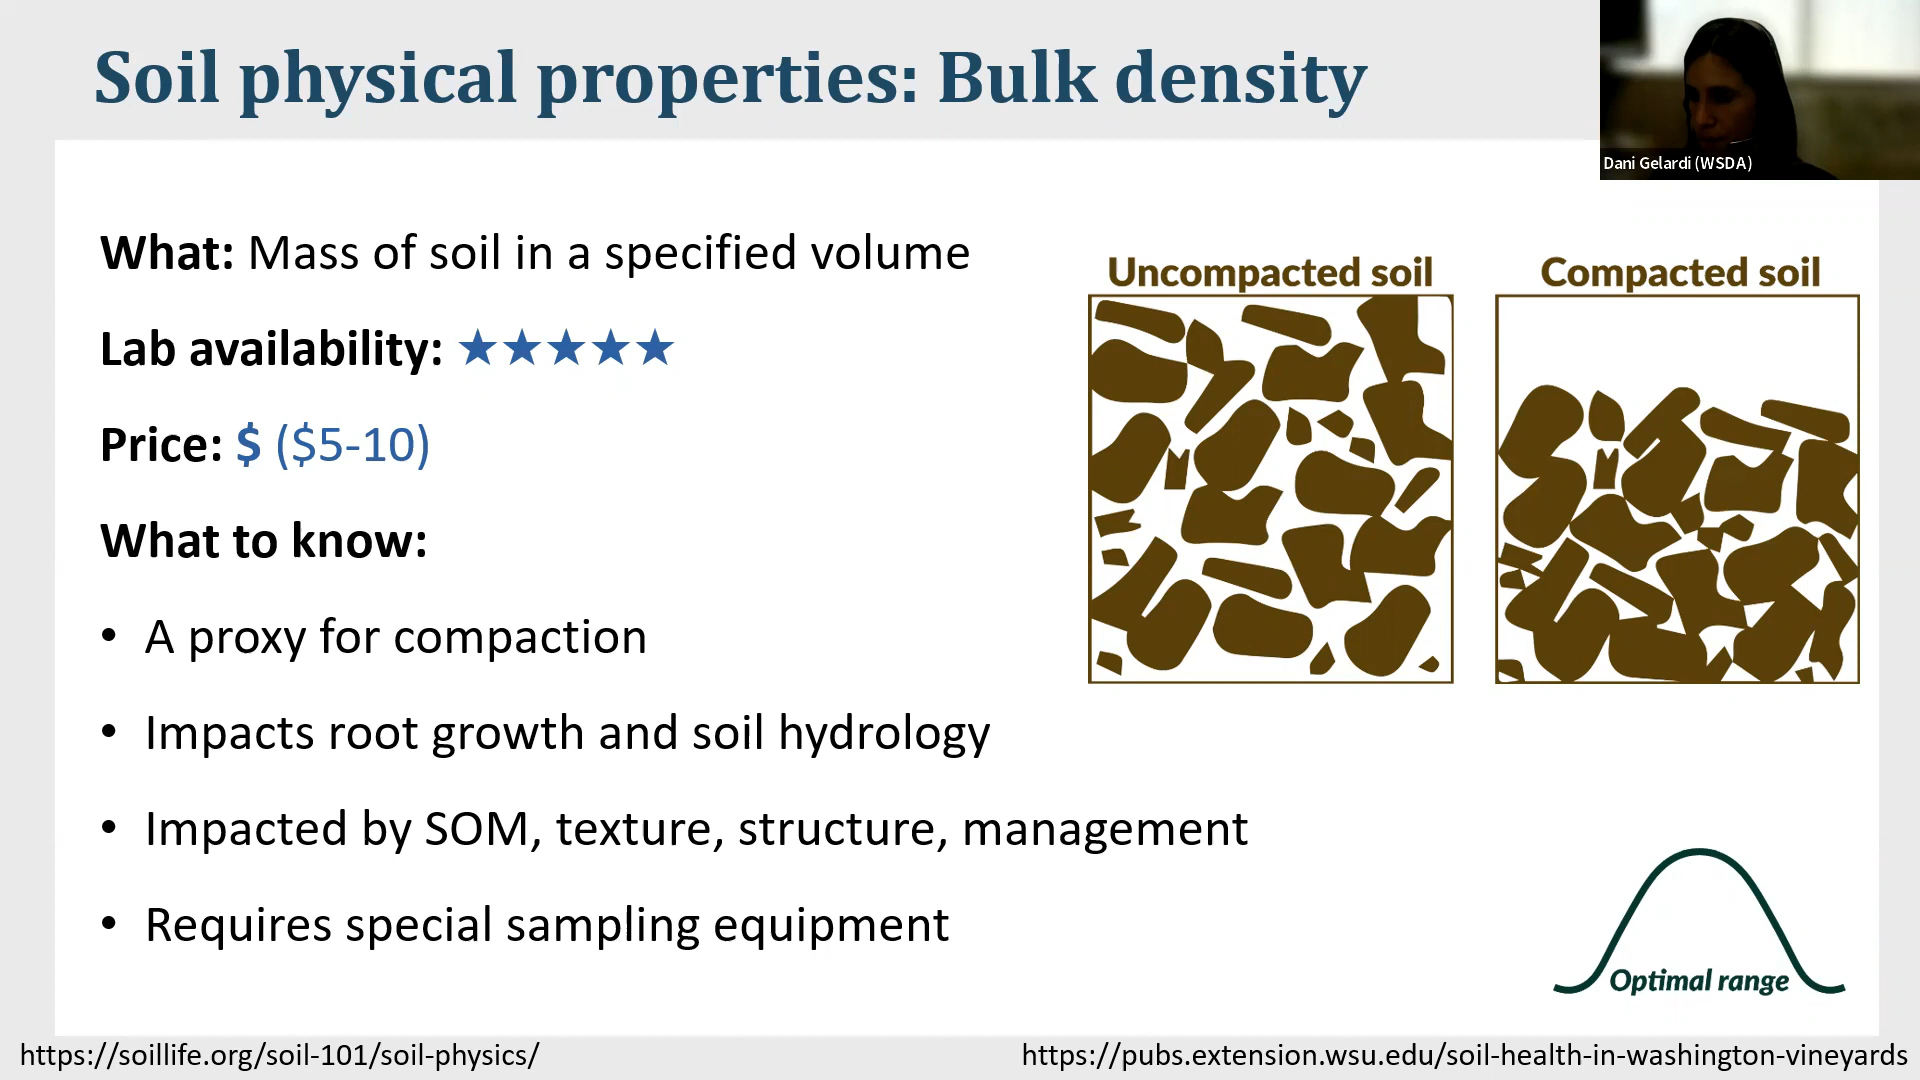 Soil physical properties: Bulk density
Dani Gelardi (WSDA)
What: Mass of soil in a specified volume
Lab availability: ★★★★★
Price: $ ($5-10)
What to know:
• A proxy for compaction
• Impacts root growth and soil hydrology
• Impacted by SOM, texture, structure, management
• Requires special sampling equipment
Uncompacted soil
Compacted soil
Optimal range
https://soillife.org/soil-101/soil-physics/
https://pubs.extension.wsu.edu/soil-health-in-washington-vineyards